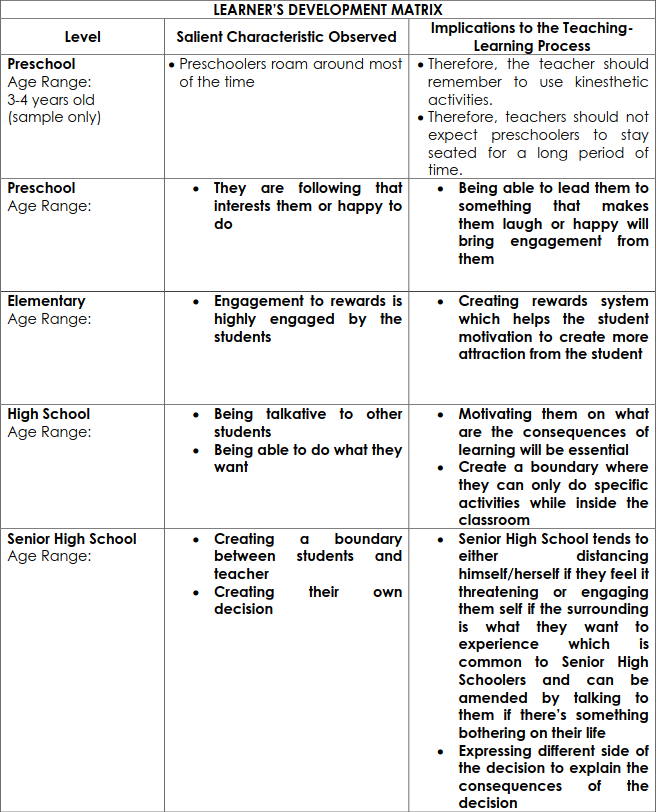 LEARNER'S DEVELOPMENT MATRIX
Level
Salient Characteristic Observed
Implications to the Teaching-
Learning Process
Preschool
Age Range:
3-4 years old
(sample only)
• Preschoolers roam around most
of the time
• Therefore, the teacher should
remember to use kinesthetic
activities.
• Therefore, teachers should not
expect preschoolers to stay
seated for a long period of
time.
Preschool
Age Range:
• They are following that
interests them or happy to
do
• Being able to lead them to
something that makes
them laugh or happy will
bring engagement from
them
Elementary
Age Range:
• Engagement to rewards is
highly engaged by the
students
• Creating rewards system
which helps the student
motivation to create more
attraction from the student
High School
Age Range:
• Being talkative to other
students
• Being able to do what they
want
• Motivating them on what
are the consequences of
learning will be essential
• Create a boundary where
they can only do specific
activities while inside the
classroom
Senior High School
Age Range:
• Creating a boundary
between students and
teacher
• Creating their own
decision
• Senior High School tends to
either distancing
himself/herself if they feel it
threatening or engaging
them self if the surrounding
is what they want to
experience which is
common to Senior High
Schoolers and can be
amended by talking to
them if there's something
bothering on their life
• Expressing different side of
the decision to explain the
consequences of the
decision